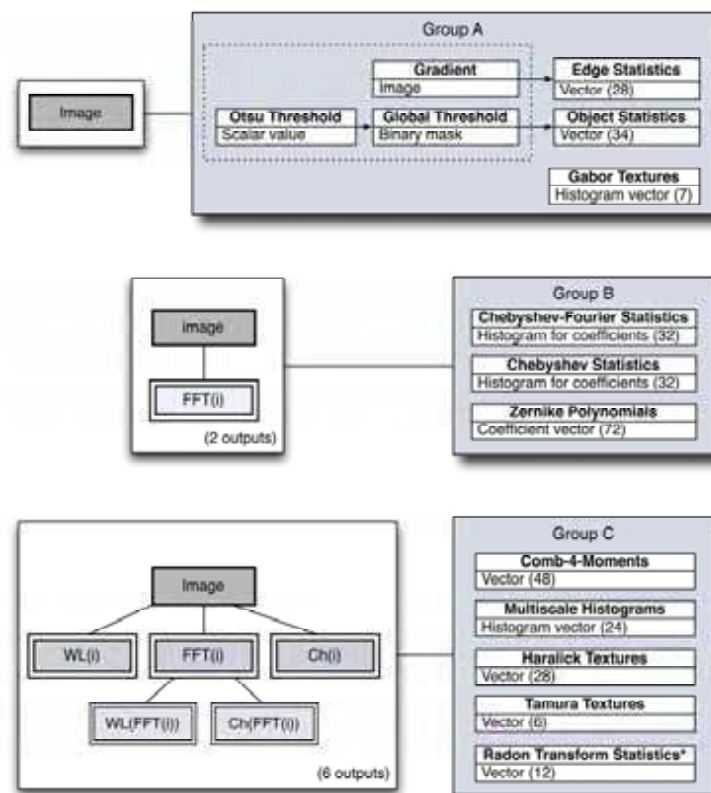 Group A
Gradient
Image
Edge Statistics
Vector (28)
Image
Otsu Threshold
Scalar value
Global Threshold
Binary mask
Object Statistics
Vector (34)
Gabor Textures
Histogram vector (7)
Group B
image
FFT(i)
(2 outputs)
Chebyshev-Fourier Statistics
Histogram for coefficients (32)
Chebyshev Statistics
Histogram for coefficients (32)
Zernike Polynomials
Coefficient vector (72)
Group C
Image
WL(i)
FFT(i)
Ch(i)
WL(FFT(i))
Ch(FFT(i))
(6 outputs)
Comb-4-Moments
Vector (48)
Multiscale Histograms
Histogram vector (24)
Haralick Textures
Vector (28)
Tamura Textures
Vector (6)
Radon Transform Statistics*
Vector (12)